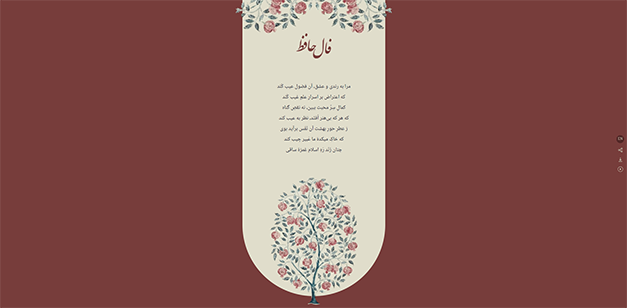 فال حافظ
مرا به رندی و عشق، آن فضول عیب کند
که اعتراض بر اسرار علم غیب کند
کمال سِرّ محبت ببین، نه نقص گناه
که هر که بی‌هنر افتد، نظر به عیب کند
ز عطر حور بهشت آن نفس برآید بوی
که خاک میکده ما عبیر جیب کند
چنان زند ره اسلام غمزه ساقی